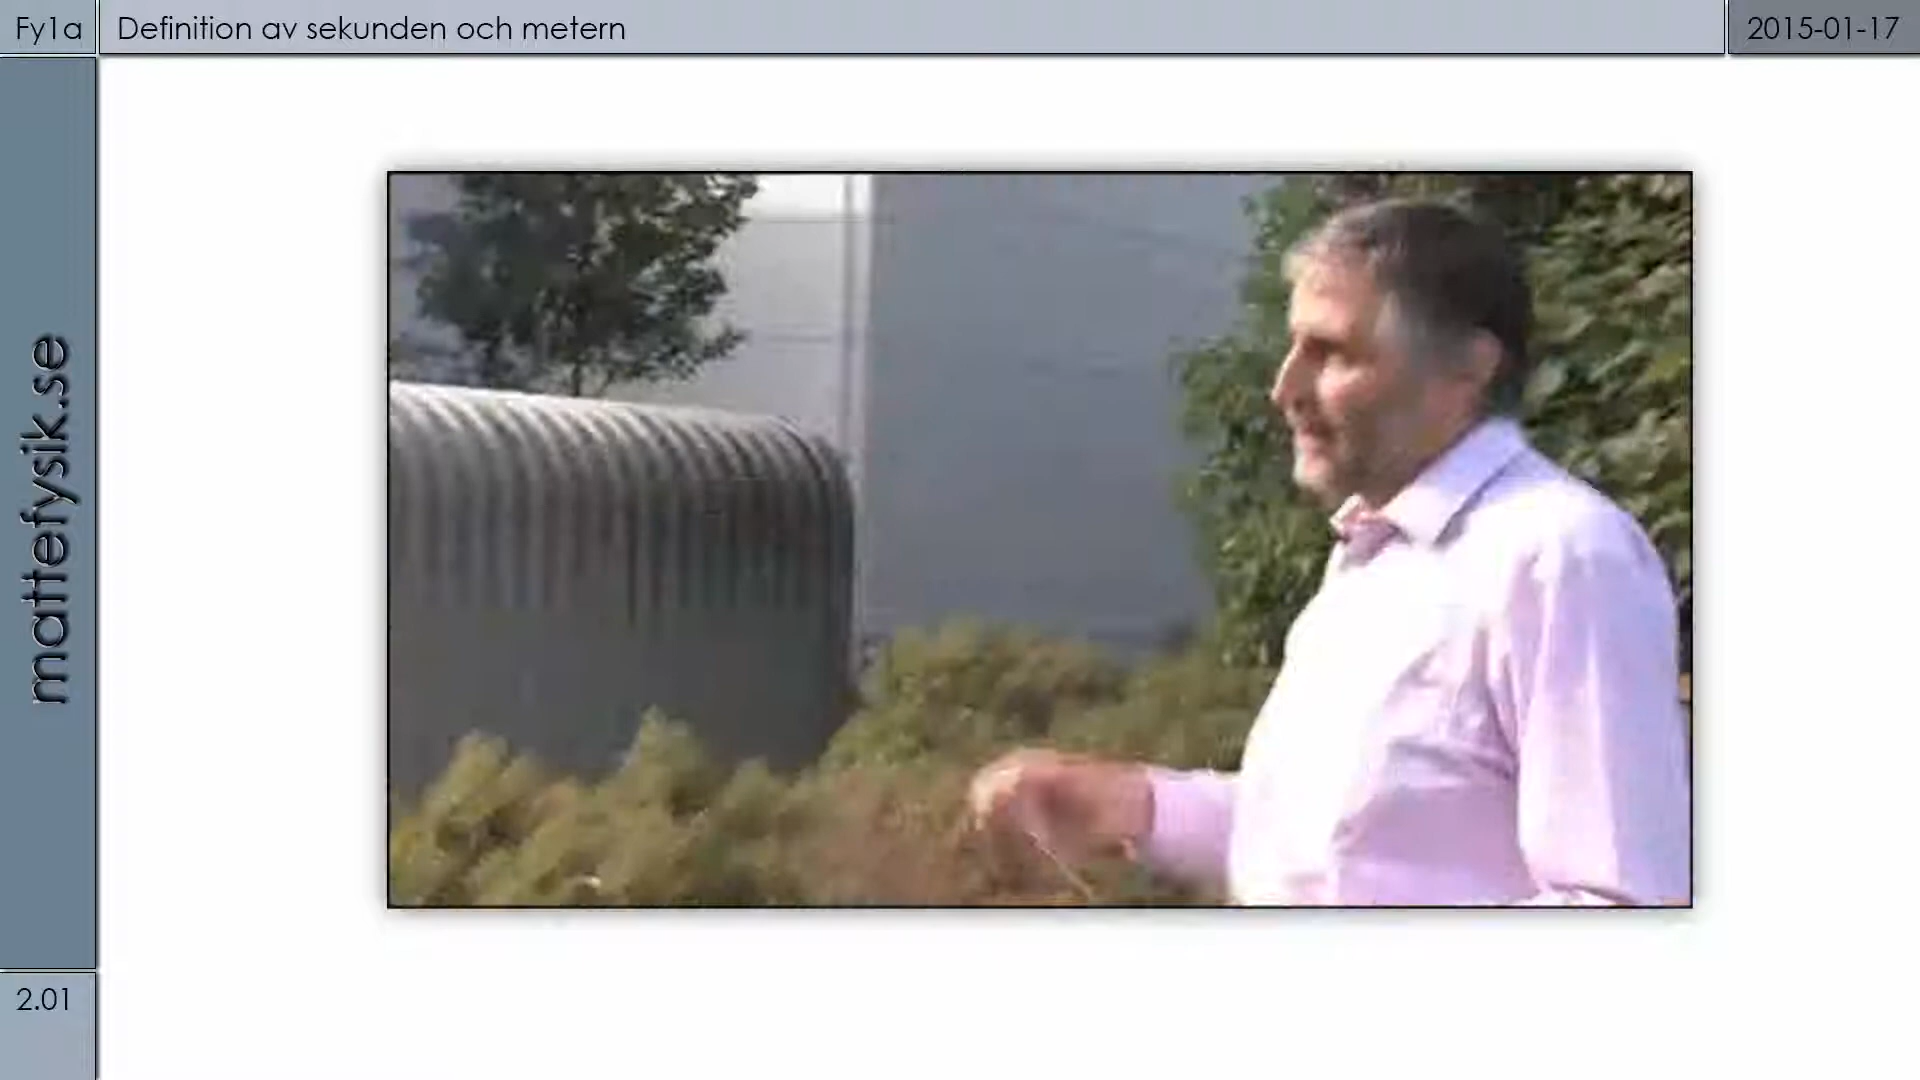 Fy1a
Definition av sekunden och metern
2015-01-17
mattefysik.se
2.01